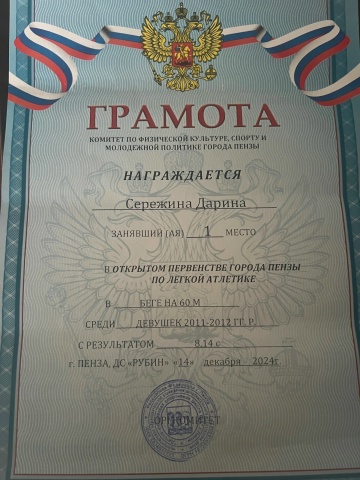 ГРАМОТА
КОМИТЕТ ПО ФИЗИЧЕСКОЙ КУЛЬТУРЕ, СПОРТУ И
МОЛОДЕЖНОЙ ПОЛИТИКЕ ГОРОДА ПЕНЗЫ
НАГРАЖДАЕТСЯ
Сережина Дарина
ЗАНЯВШИЙ (АЯ) 1 МЕСТО
В ОТКРЫТОМ ПЕРВЕНСТВЕ ГОРОДА ПЕНЗЫ
ПО ЛЕГКОЙ АТЛЕТИКЕ
В БЕГЕ НА 60 М
СРЕДИ ДЕВУШЕК 2011-2012 ГГ. Р.
С РЕЗУЛЬТАТОМ 8,14 с
г. ПЕНЗА, ДС «РУБИН» «14» декабря 2024г
ОРГКОМИТЕТ